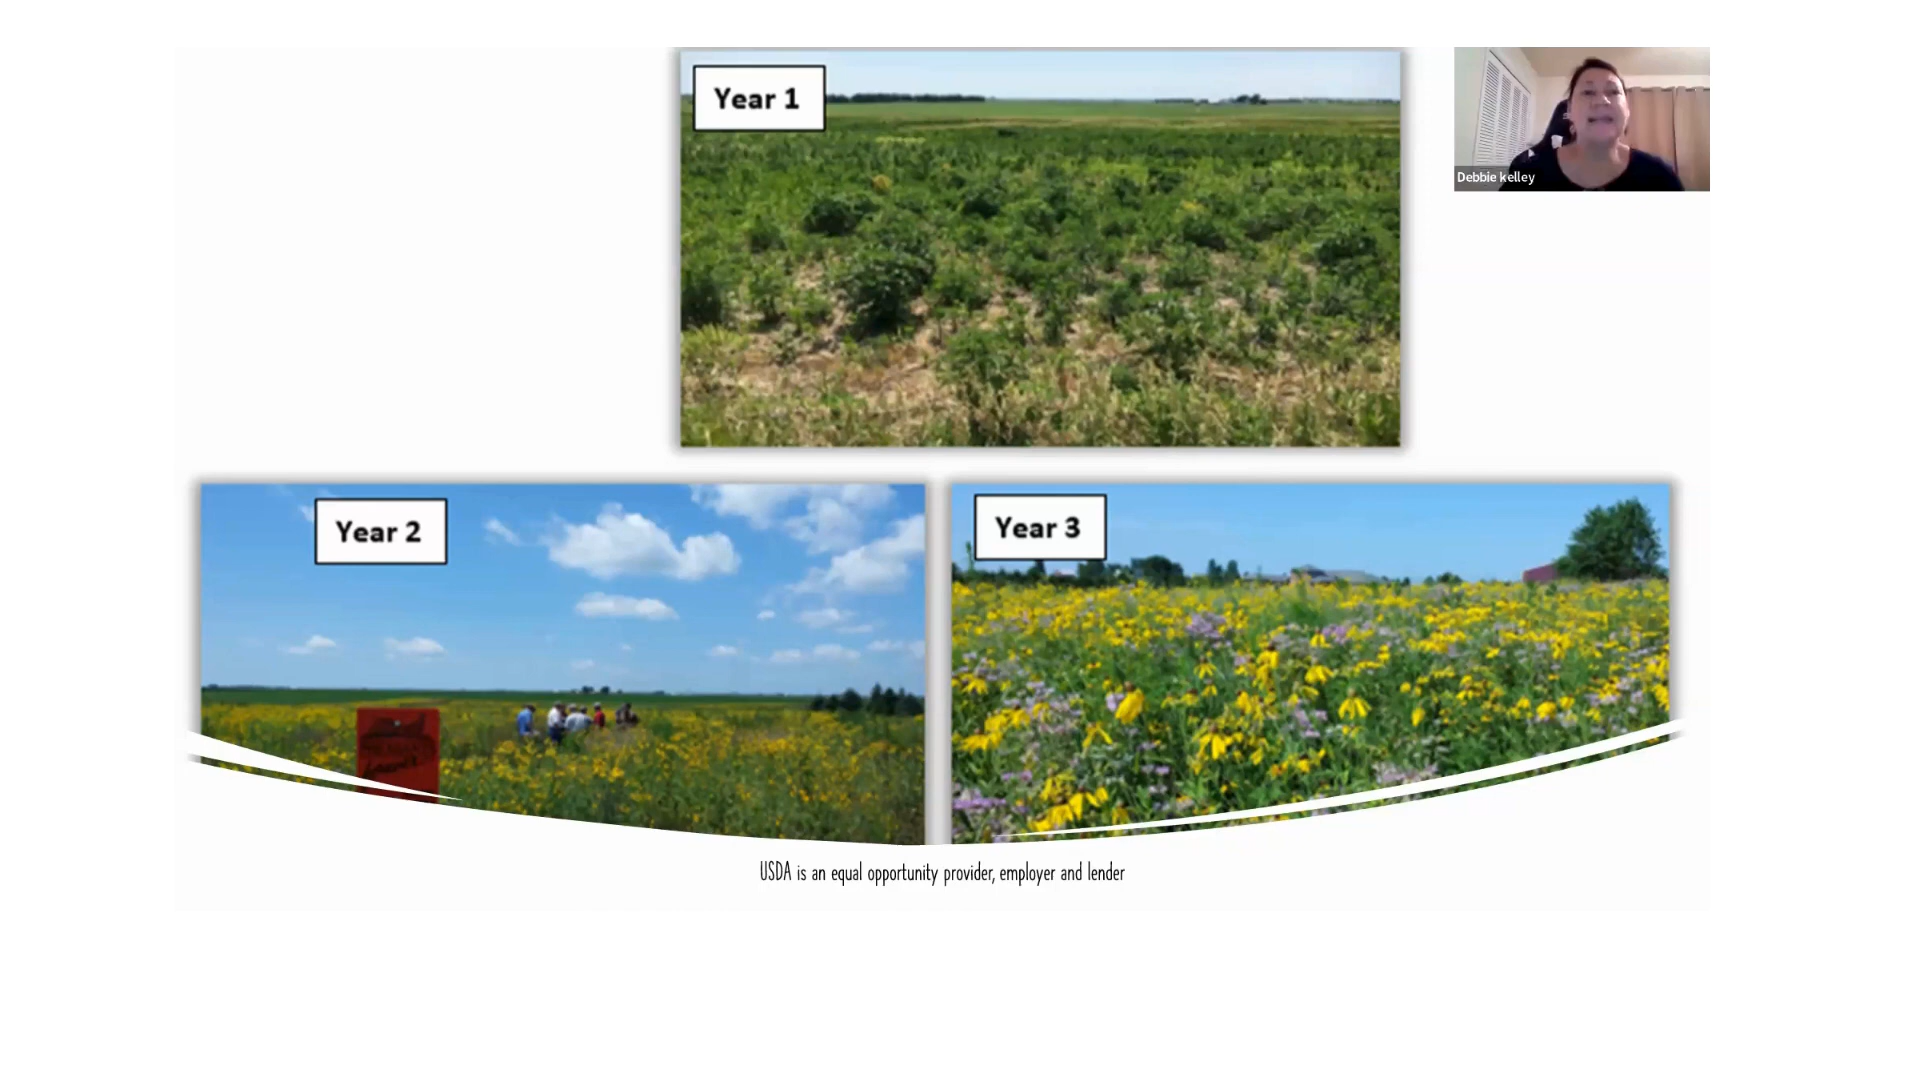 Year 1
Debbie kelley
Year 2
Year 3
USDA is an equal opportunity provider, employer and lender